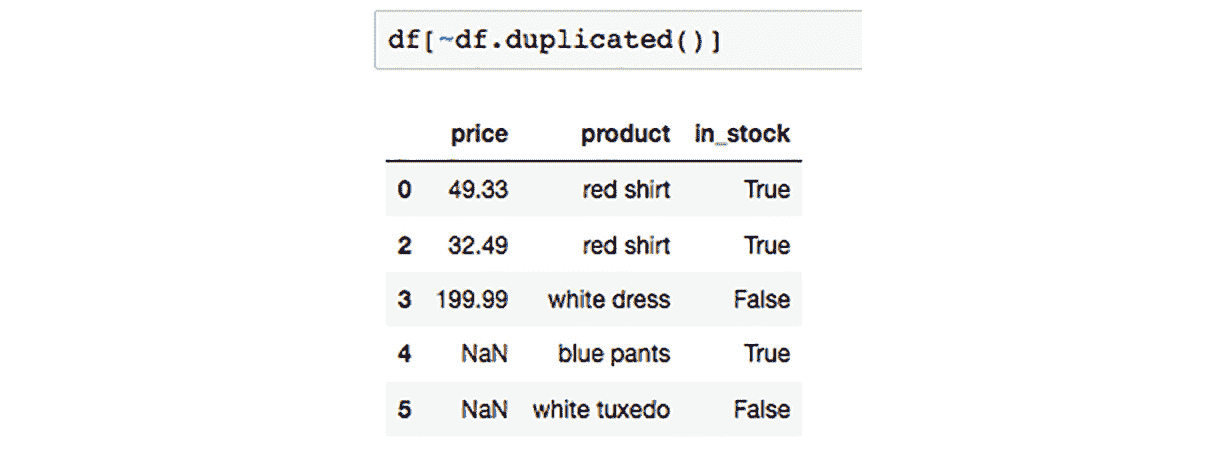 df[~df.duplicated()]
price product in_stock
0 49.33 red shirt True
2 32.49 red shirt True
3 199.99 white dress False
4 NaN blue pants True
5 NaN white tuxedo False